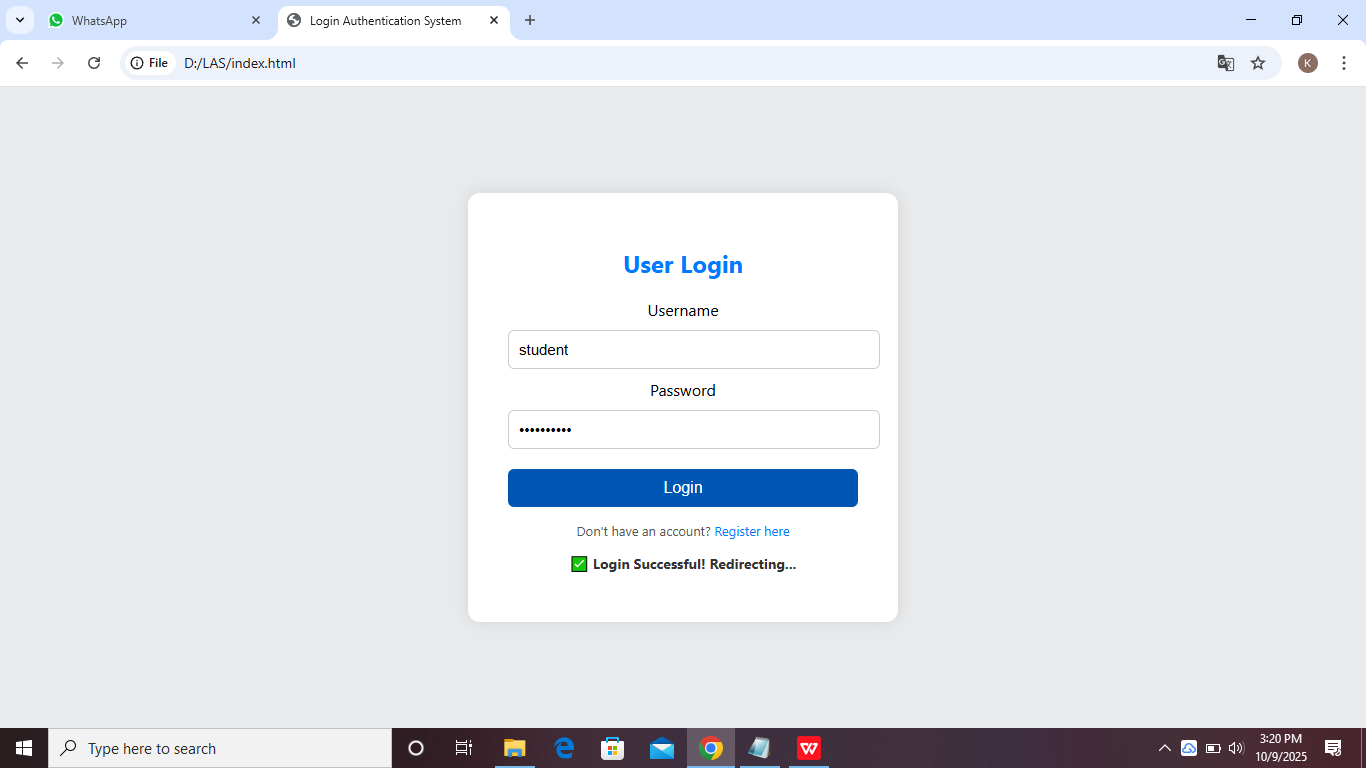 WhatsApp
Login Authentication System
File
D:/LAS/index.html
K
User Login
Username
student
Password
Login
Don't have an account? Register here
Login Successful! Redirecting...
Type here to search
3:20 PM
10/9/2025